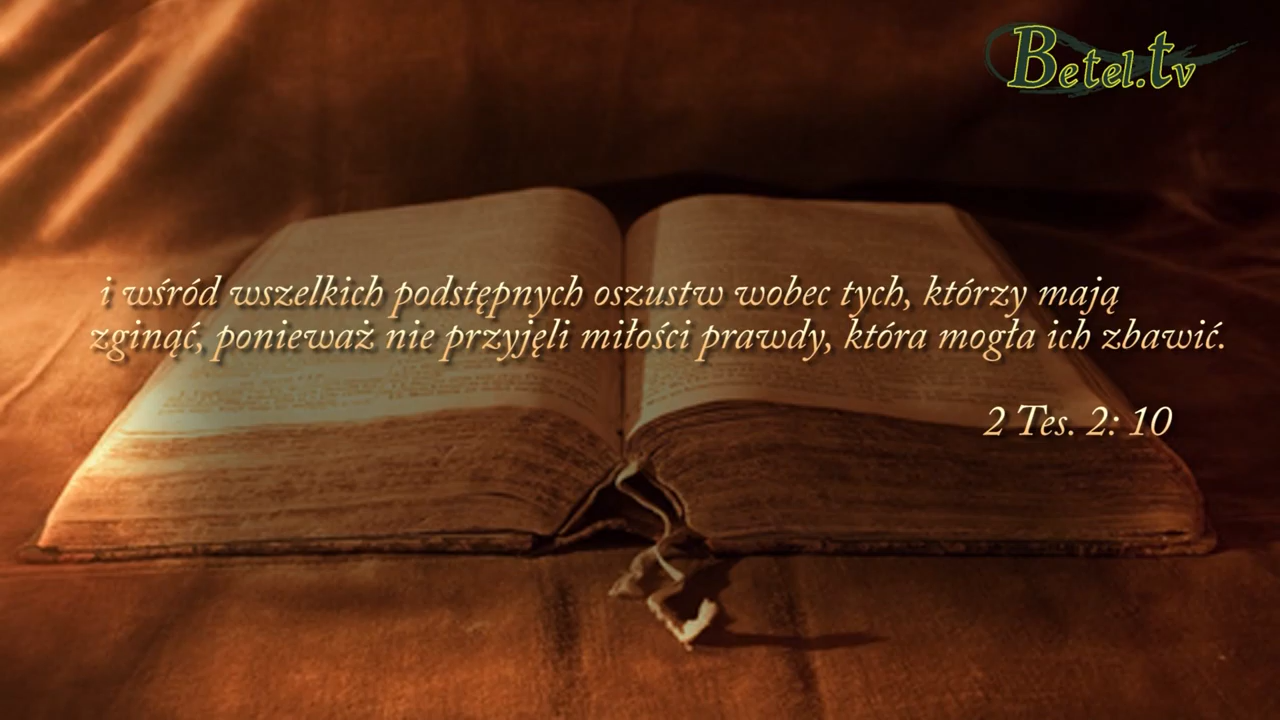 Betel.tv
i wśród wszelkich podstępnych oszustw wobec tych, którzy mają
zginąć, ponieważ nie przyjęli miłości prawdy, która mogła ich zbawić.
2 Tes. 2: 10